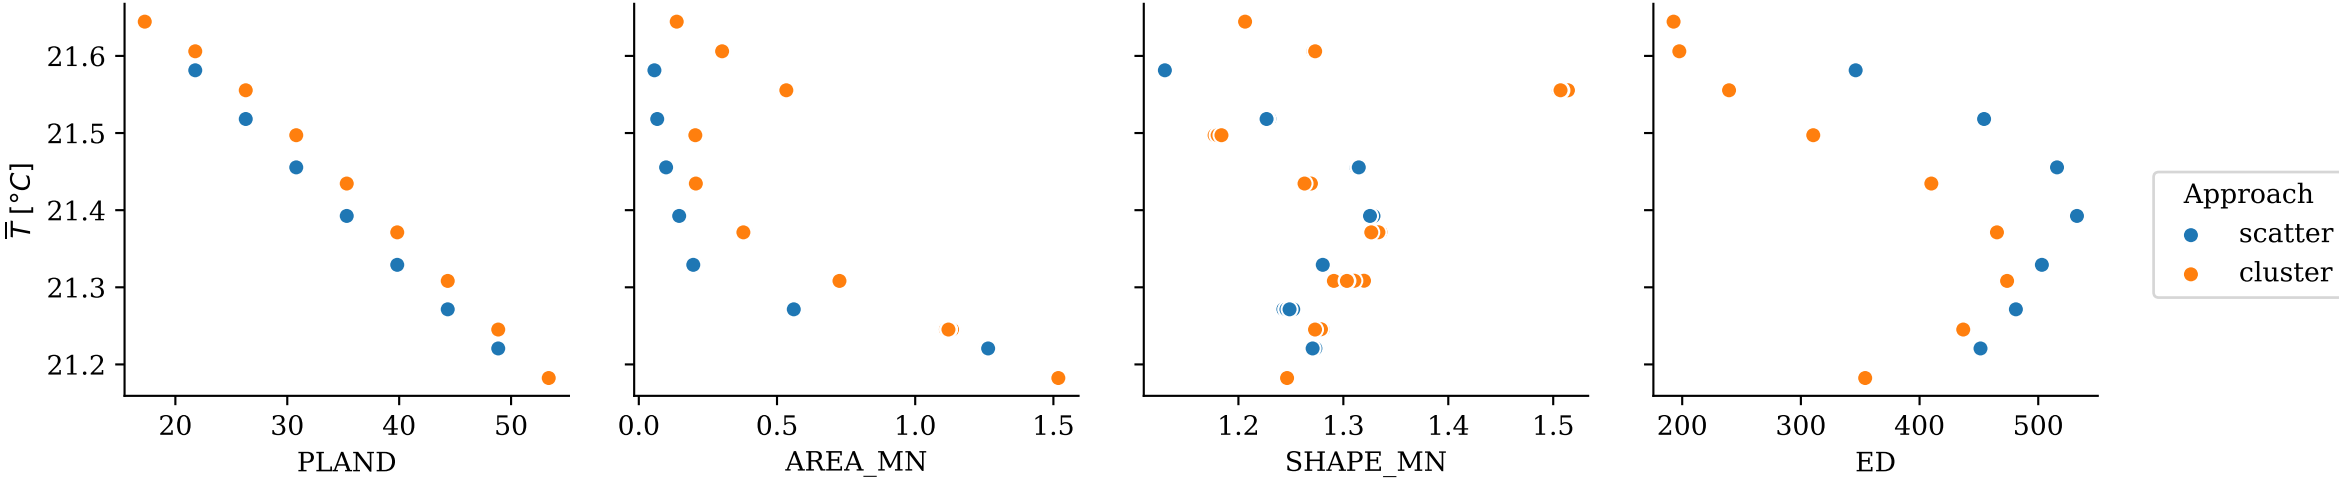 T̿ [°C]
21.6
21.5
21.4
21.3
21.2
20 30 40 50
PLAND
0.0 0.5 1.0 1.5
AREA_MN
1.2 1.3 1.4 1.5
SHAPE_MN
200 300 400 500
ED
Approach
scatter
cluster